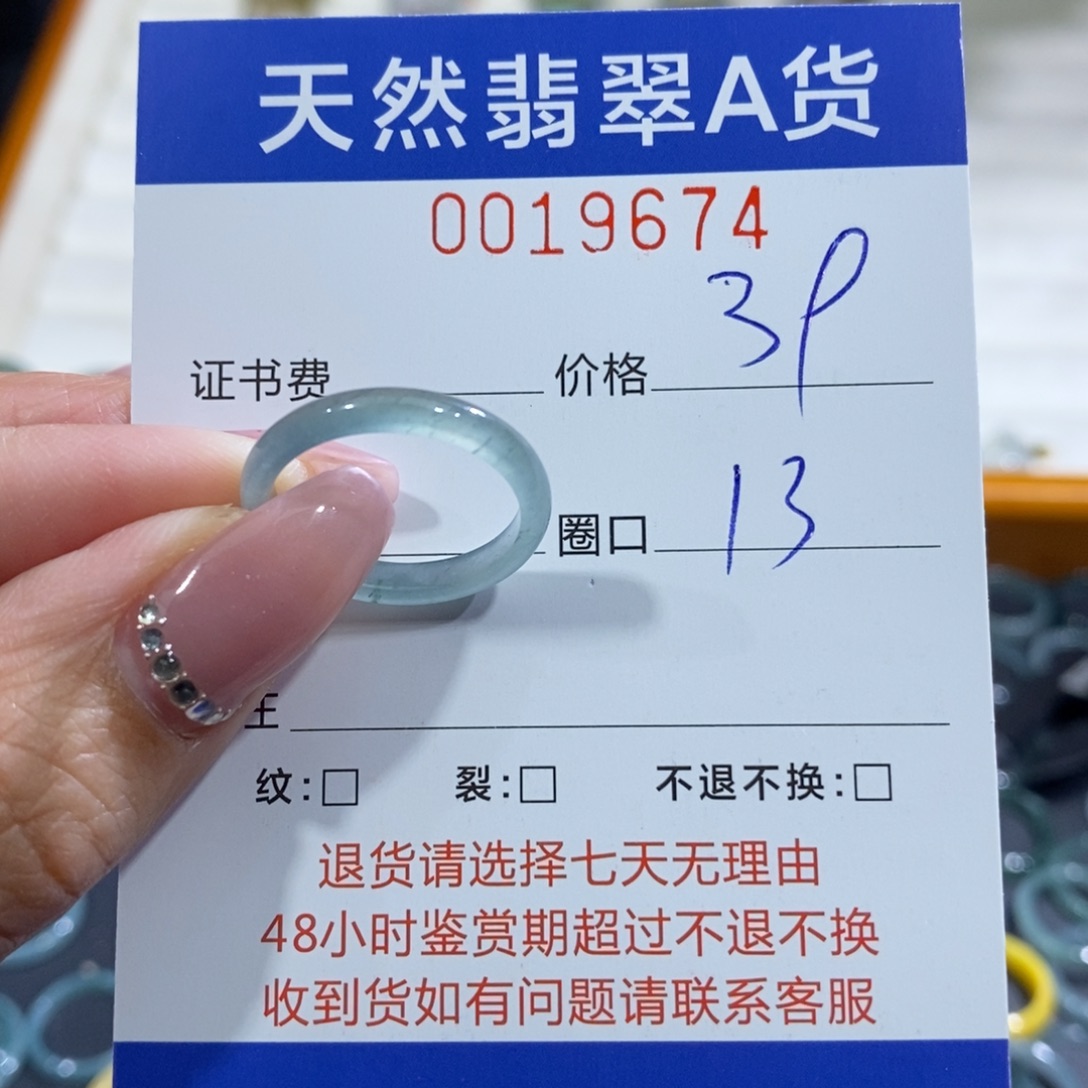 天然翡翠A货
0019674
证书费 价格 39
圈口 13
纹:□ 裂:□ 不退不换:□
退货请选择七天无理由
48小时鉴赏期超过不退不换
收到货如有问题请联系客服